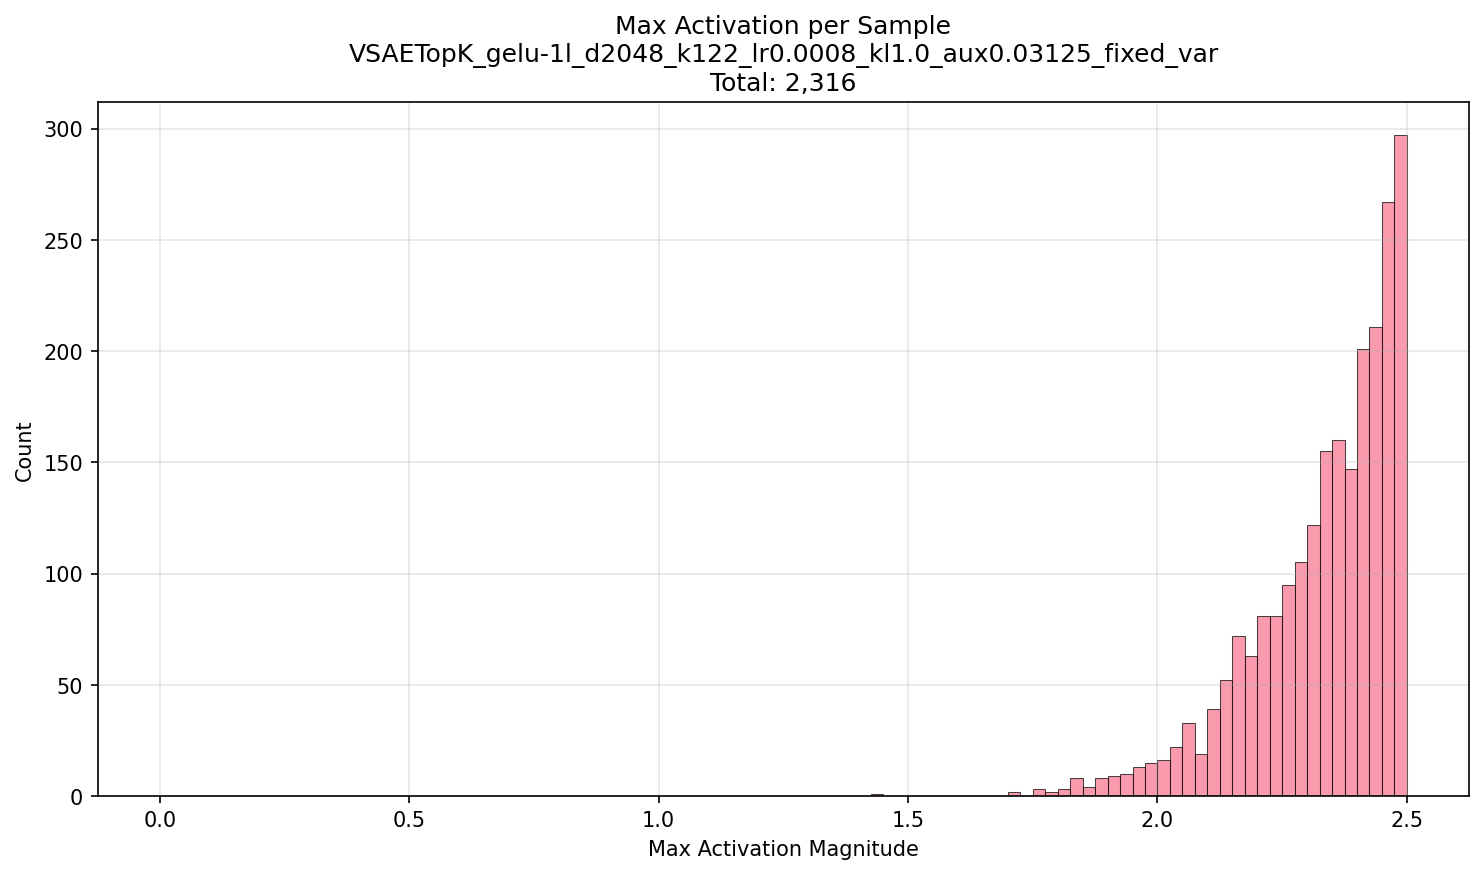 Max Activation per Sample
VSAETopK_gelu-1l_d2048_k122_lr0.0008_kl1.0_aux0.03125_fixed_var
Total: 2,316
300
250
200
150
100
50
0
Count
0.0 0.5 1.0 1.5 2.0 2.5
Max Activation Magnitude